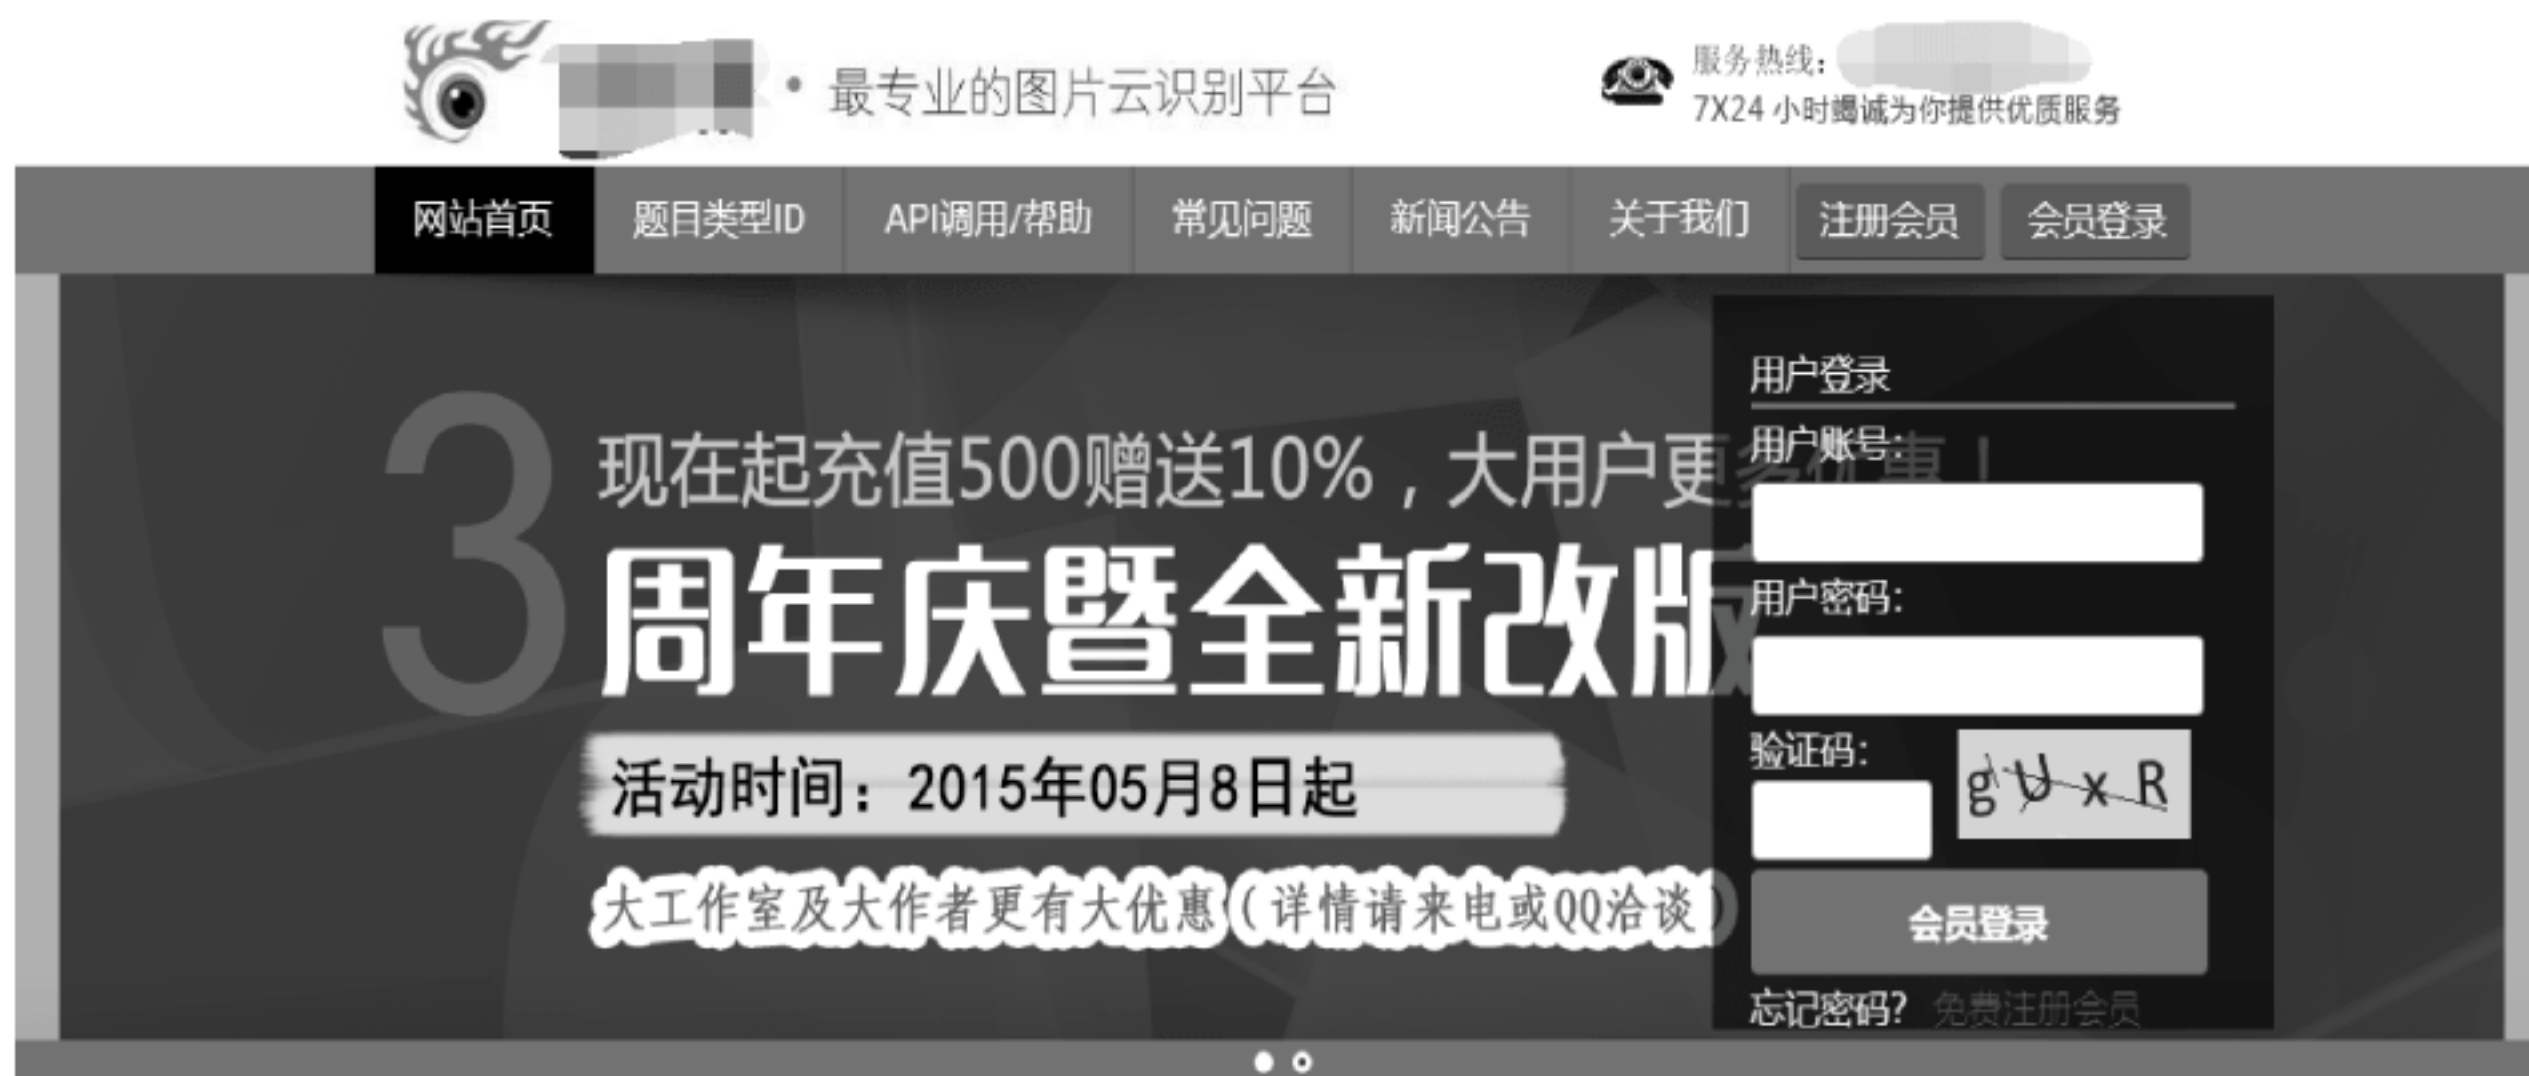 最专业的图片云识别平台
服务热线:
7X24 小时竭诚为你提供优质服务
网站首页
题目类型ID
API调用/帮助
常见问题
新闻公告
关于我们
注册会员
会员登录
3
现在起充值500赠送10%，大用户更多优惠！
周年庆暨全新改版
活动时间：2015年05月8日起
大工作室及大作者更有大优惠（详情请来电或QQ洽谈）
用户登录
用户账号:
用户密码:
验证码:
gUxR
会员登录
忘记密码? 免费注册会员